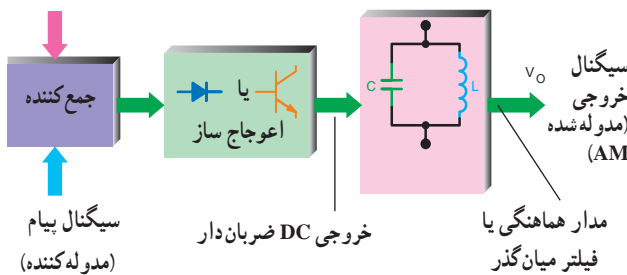 جمع‌کننده
یا
اعوجاج ساز
C
L
V₀
سیگنال
خروجی
(مدوله‌شده
AM)
سیگنال پیام
(مدوله‌کننده)
خروجی DC ضربان‌دار
مدار هماهنگی یا
فیلتر میان‌گذر